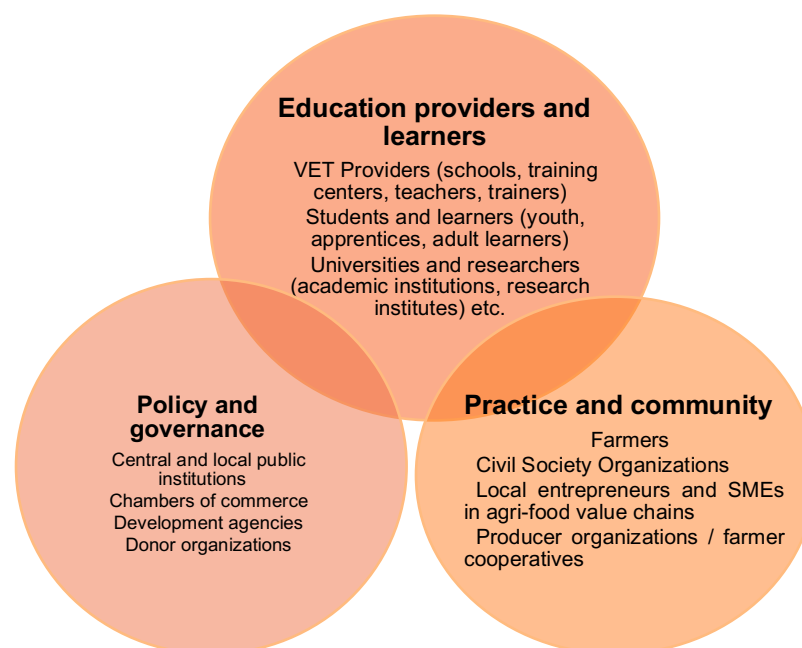 Education providers and
learners
VET Providers (schools, training
centers, teachers, trainers)
Students and learners (youth,
apprentices, adult learners)
Universities and researchers
(academic institutions, research
institutes) etc.
Policy and
governance
Central and local public
institutions
Chambers of commerce
Development agencies
Donor organizations
Practice and community
Farmers
Civil Society Organizations
Local entrepreneurs and SMEs
in agri-food value chains
Producer organizations / farmer
cooperatives